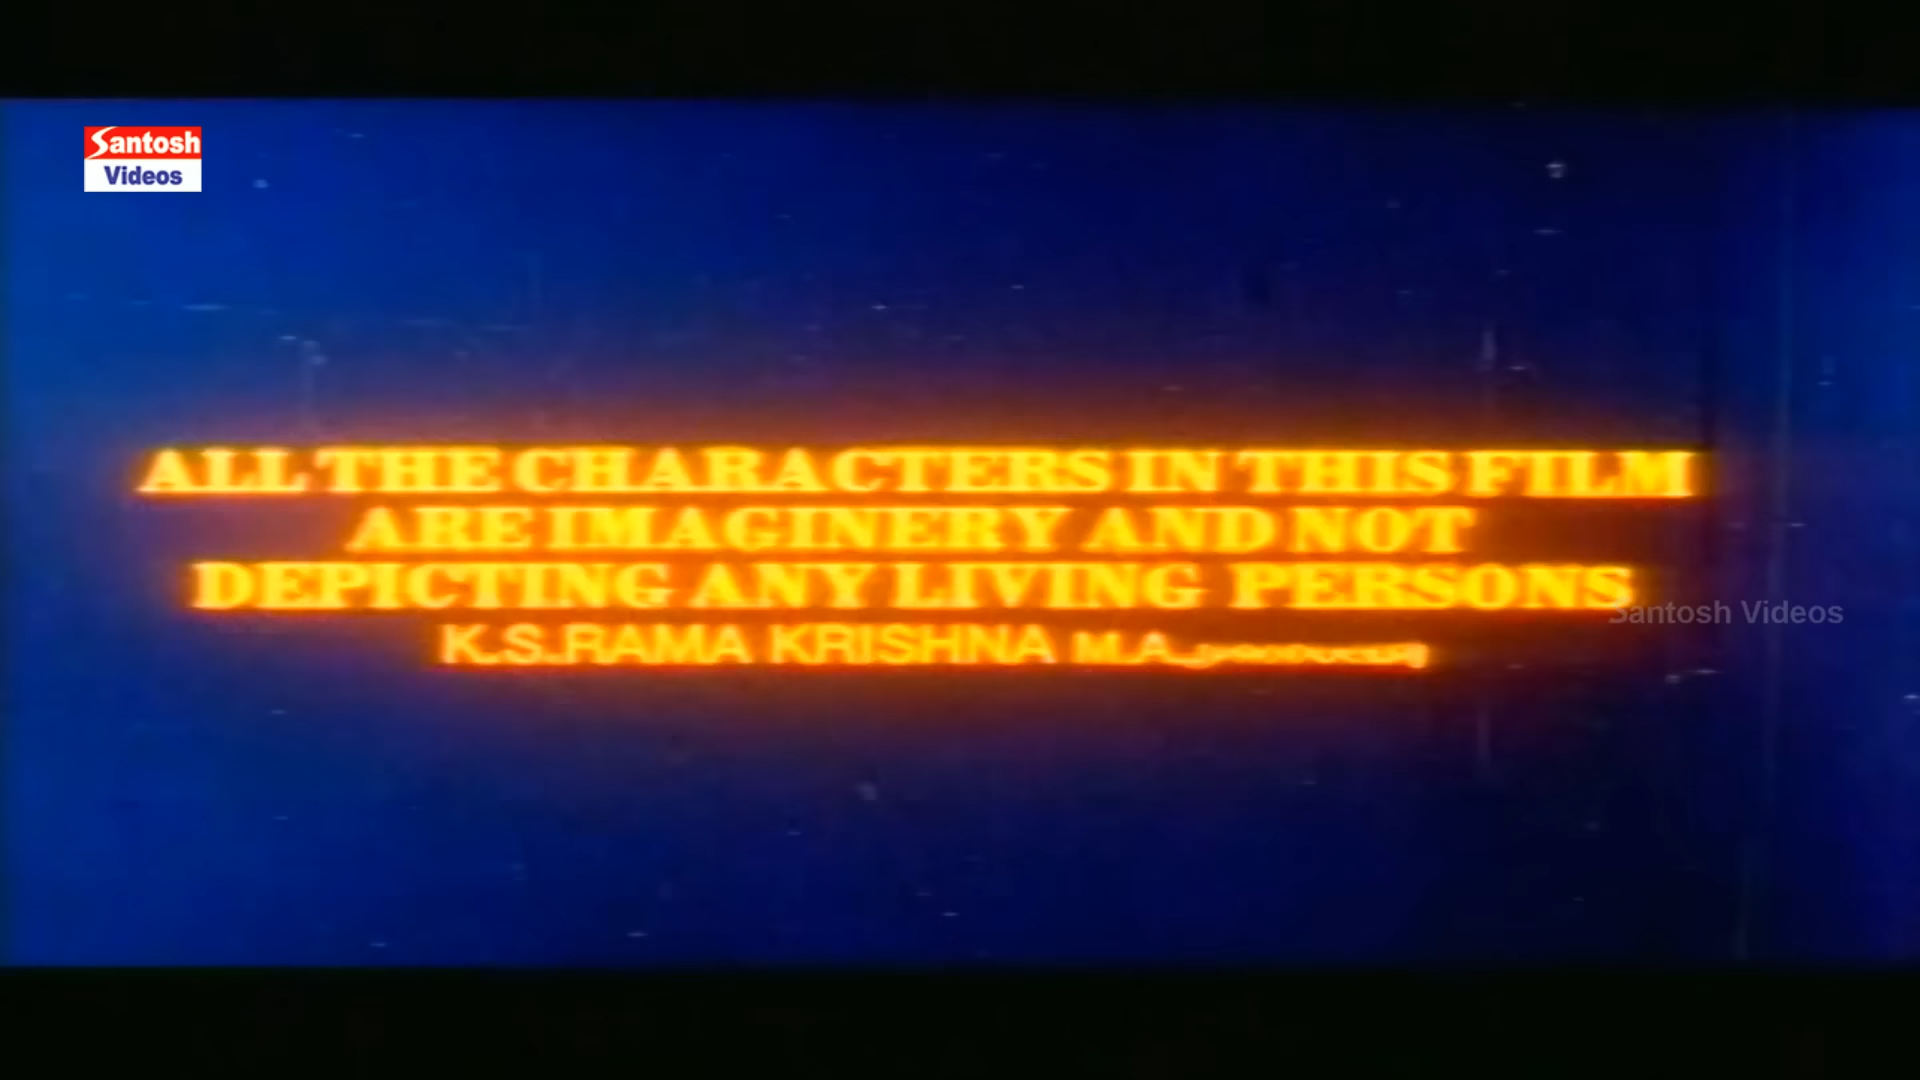 Santosh
Videos
ALL THE CHARACTERS IN THIS FILM
ARE IMAGINERY AND NOT
DEPICTING ANY LIVING PERSONS
Santosh Videos
K.S.RAMA KRISHNA M.A.,